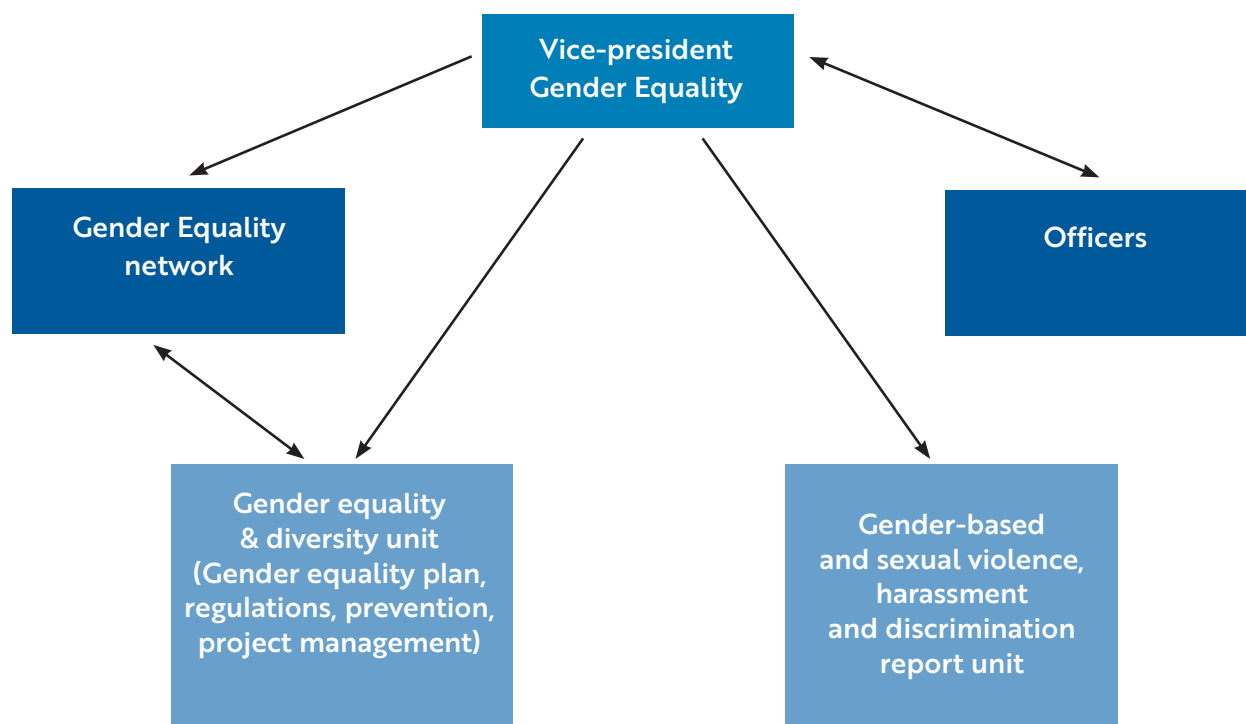 Vice-president
Gender Equality
Gender Equality
network
Officers
Gender equality
& diversity unit
(Gender equality plan,
regulations, prevention,
project management)
Gender-based
and sexual violence,
harassment
and discrimination
report unit